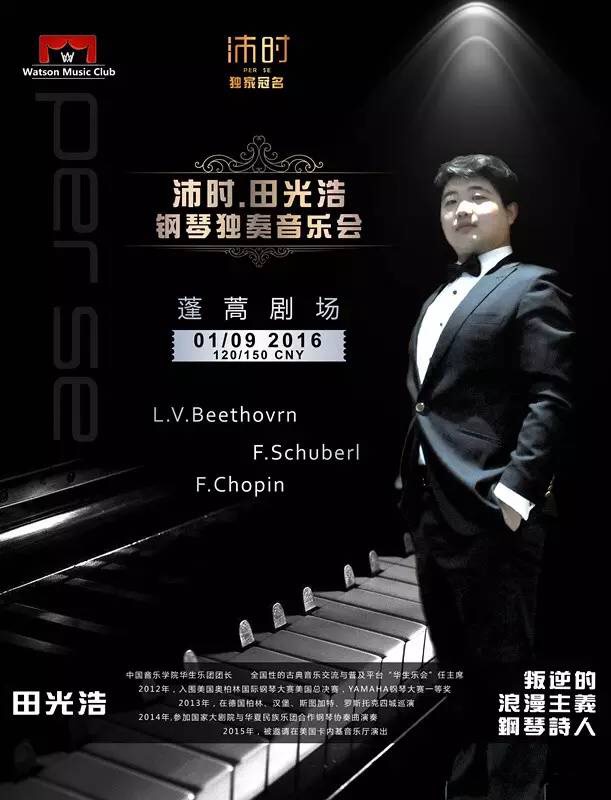 Watson Music Club
沛时
PER SE
独家冠名
per se
沛时.田光浩
钢琴独奏音乐会
蓬蒿剧场
01/09 2016
120/150 CNY
L.V.Beethovrn
F.Schuberl
F.Chopin
中国音乐学院华生乐团团长 全国性的古典音乐交流与普及平台“华生乐会”任主席
2012年，入围美国奥柏林国际钢琴大赛美国总决赛，YAMAHA钢琴大赛一等奖
2013年，在德国柏林、汉堡、斯图加特、罗斯托克四城巡演
2014年,参加国家大剧院与华夏民族乐团合作钢琴协奏曲演奏
2015年，被邀请在美国卡内基音乐厅演出
田光浩
叛逆的
浪漫主義
鋼琴詩人